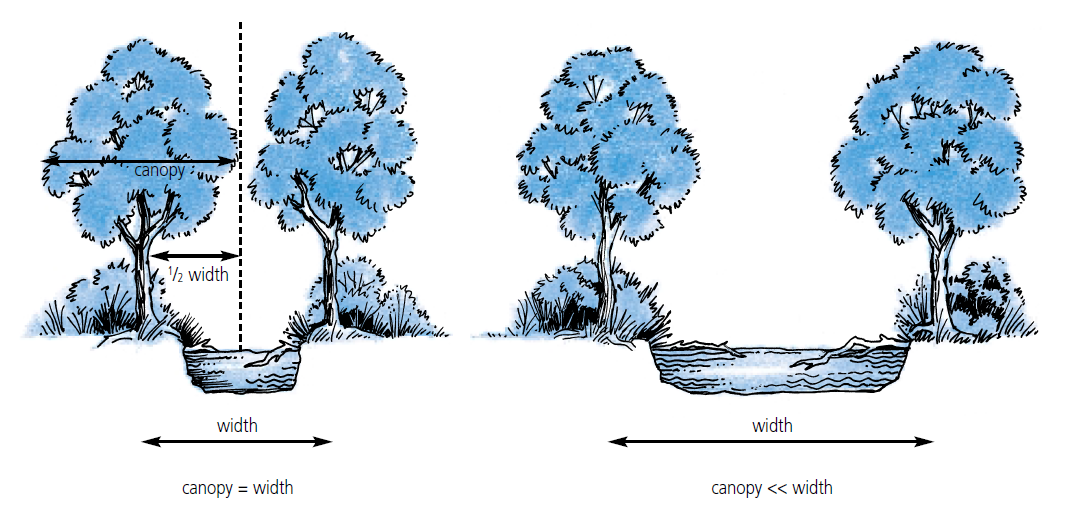 canopy
1/2 width
width
width
canopy = width
canopy << width